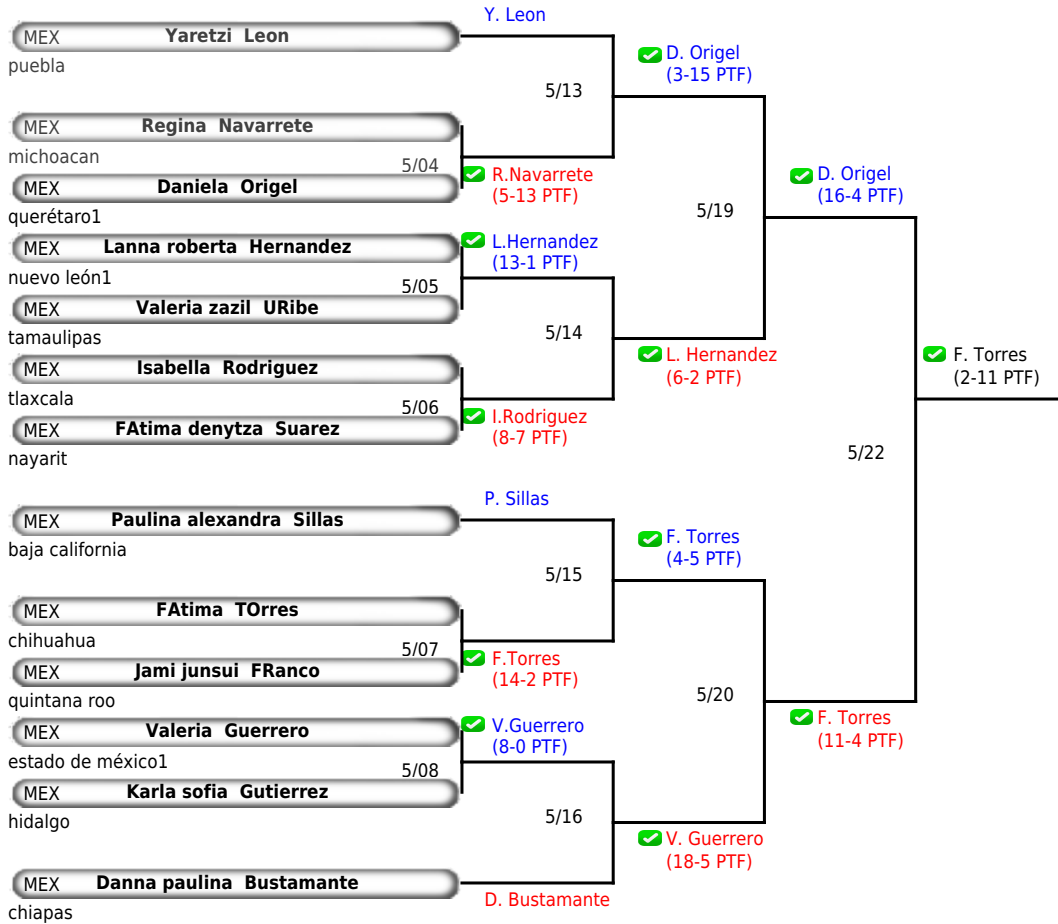 Y. Leon
MEX Yaretzi Leon
puebla
D. Origel
(3-15 PTF)
5/13
MEX Regina Navarrete
michoacan
5/04
R.Navarrete
(5-13 PTF)
MEX Daniela Origel
querétaro1
D. Origel
(16-4 PTF)
5/19
MEX Lanna roberta Hernandez
nuevo león1
L.Hernandez
(13-1 PTF)
5/05
MEX Valeria zazil URibe
tamaulipas
5/14
L. Hernandez
(6-2 PTF)
MEX Isabella Rodriguez
tlaxcala
5/06
I.Rodriguez
(8-7 PTF)
MEX FAtima denytza Suarez
nayarit
F. Torres
(2-11 PTF)
5/22
P. Sillas
MEX Paulina alexandra Sillas
baja california
F. Torres
(4-5 PTF)
5/15
MEX FAtima TOrres
chihuahua
5/07
F.Torres
(14-2 PTF)
MEX Jami junsui FRanco
quintana roo
5/20
F. Torres
(11-4 PTF)
MEX Valeria Guerrero
estado de méxico1
V.Guerrero
(8-0 PTF)
5/08
MEX Karla sofia Gutierrez
hidalgo
5/16
V. Guerrero
(18-5 PTF)
MEX Danna paulina Bustamante
chiapas
D. Bustamante